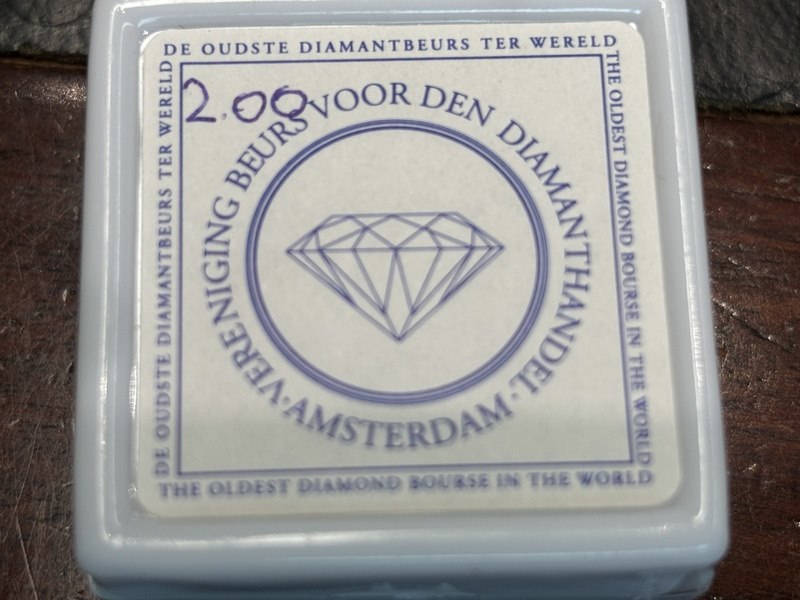 DE OUDSTE DIAMANTBEURS TER WERELD
THE OLDEST DIAMOND BOURSE IN THE WORLD
DE OUDSTE DIAMANTBEURS TER WERELD
THE OLDEST DIAMOND BOURSE IN THE WORLD
2.00
VERENIGING BEURS VOOR DEN DIAMANTHANDEL
·AMSTERDAM·